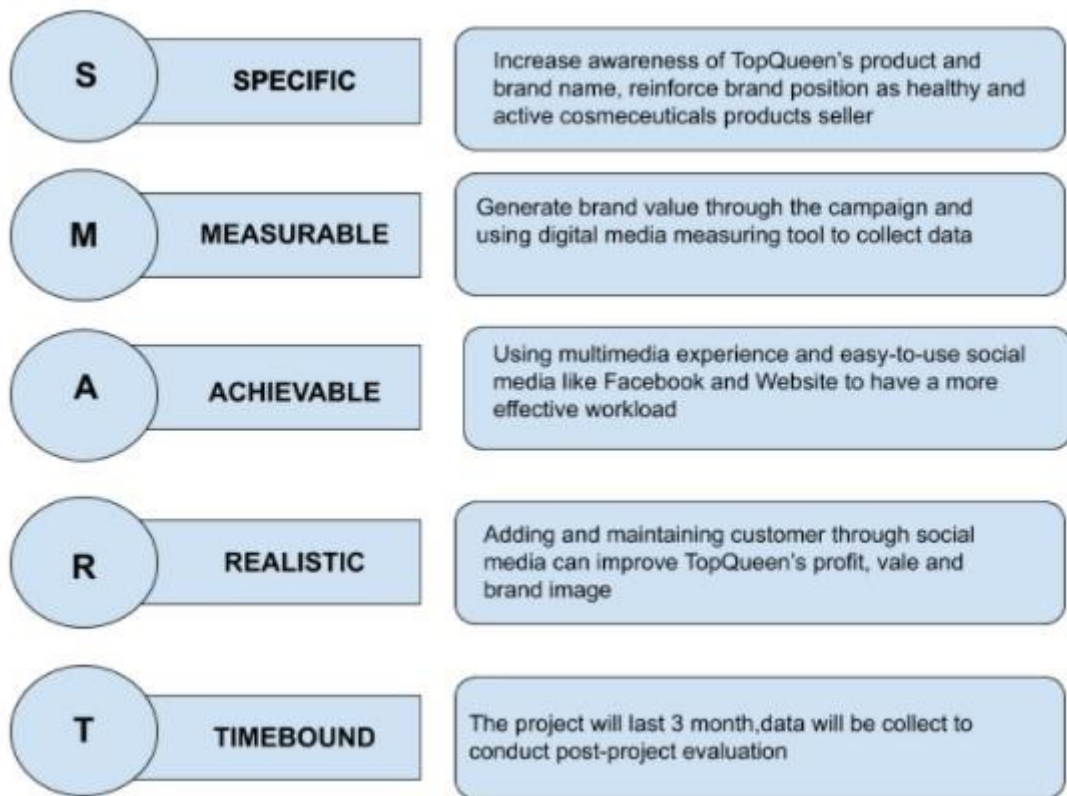 S
SPECIFIC
Increase awareness of TopQueen's product and
brand name, reinforce brand position as healthy and
active cosmeceuticals products seller
M
MEASURABLE
Generate brand value through the campaign and
using digital media measuring tool to collect data
A
ACHIEVABLE
Using multimedia experience and easy-to-use social
media like Facebook and Website to have a more
effective workload
R
REALISTIC
Adding and maintaining customer through social
media can improve TopQueen's profit, vale and
brand image
T
TIMEBOUND
The project will last 3 month,data will be collect to
conduct post-project evaluation